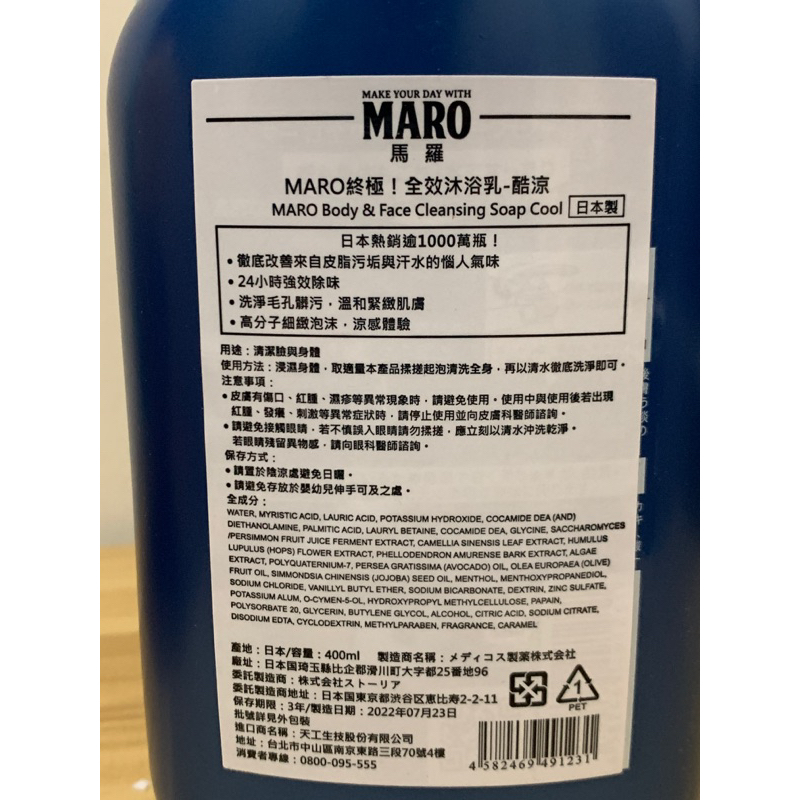 MAKE YOUR DAY WITH
MARO
馬羅
MARO終極！全效沐浴乳-酷涼
MARO Body & Face Cleansing Soap Cool 日本製
日本熱銷逾1000萬瓶！
•徹底改善來自皮脂污垢與汗水的惱人氣味
•24小時強效除味
•洗淨毛孔髒污，溫和緊緻肌膚
•高分子細緻泡沫，涼感體驗
用途：清潔臉與身體
使用方法：浸濕身體，取適量本產品揉搓起泡清洗全身，再以清水徹底洗淨即可。
注意事項：
•皮膚有傷口、紅腫、濕疹等異常現象時，請避免使用。使用中與使用後若出現
紅腫、發癢、刺激等異常症狀時，請停止使用並向皮膚科醫師諮詢。
•請避免接觸眼睛，若不慎誤入眼睛請勿揉搓，應立刻以清水沖洗乾淨。
若眼睛殘留異物感，請向眼科醫師諮詢。
保存方式：
•請置於陰涼處避免日曬。
•請避免存放於嬰幼兒伸手可及之處。
全成分：
WATER, MYRISTIC ACID, LAURIC ACID, POTASSIUM HYDROXIDE, COCAMIDE DEA (AND)
DIETHANOLAMINE, PALMITIC ACID, LAURYL BETAINE, COCAMIDE DEA, GLYCINE, SACCHAROMYCES
/PERSIMMON FRUIT JUICE FERMENT EXTRACT, CAMELLIA SINENSIS LEAF EXTRACT, HUMULUS
LUPULUS (HOPS) FLOWER EXTRACT, PHELLODENDRON AMURENSE BARK EXTRACT, ALGAE
EXTRACT, POLYQUATERNIUM-7, PERSEA GRATISSIMA (AVOCADO) OIL, OLEA EUROPAEA (OLIVE)
FRUIT OIL, SIMMONDSIA CHINENSIS (JOJOBA) SEED OIL, MENTHOL, MENTHOXYPROPANEDIOL,
SODIUM CHLORIDE, VANILLYL BUTYL ETHER, SODIUM BICARBONATE, DEXTRIN, ZINC SULFATE,
POTASSIUM ALUM, O-CYMEN-5-OL, HYDROXYPROPYL METHYLCELLULOSE, PAPAIN,
POLYSORBATE 20, GLYCERIN, BUTYLENE GLYCOL, ALCOHOL, CITRIC ACID, SODIUM CITRATE,
DISODIUM EDTA, CYCLODEXTRIN, METHYLPARABEN, FRAGRANCE, CARAMEL
產地：日本/容量：400ml 製造商名稱：メディコス製薬株式会社
廠址：日本国琦玉縣比企郡滑川町大字都25番地96
委託製造商：株式会社ストーリア
委託製造商地址：日本国東京都渋谷区恵比寿2-2-11
保存期限：3年/製造日期：2022年07月23日
批號詳見外包裝
進口商名稱：天工生技股份有限公司
地址：台北市中山區南京東路三段70號4樓
消費者專線：0800-095-555
1
PET
4 582469 491231